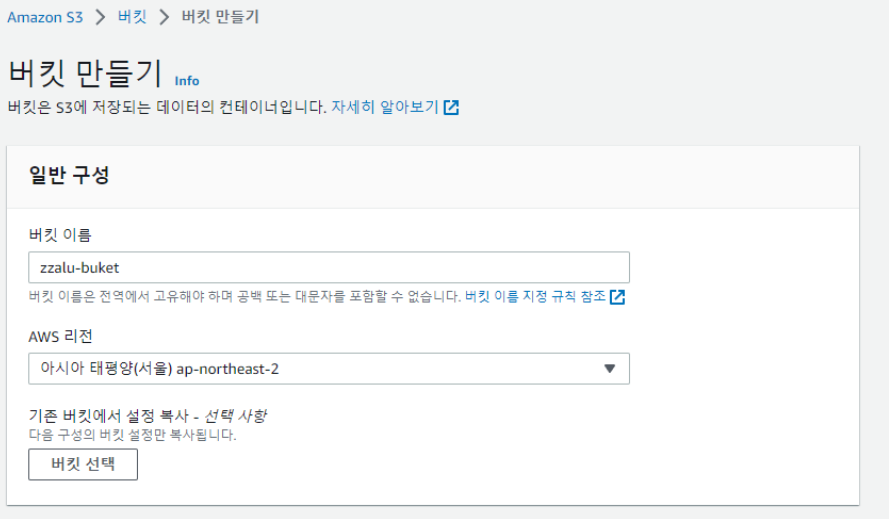 Amazon S3 > 버킷 > 버킷 만들기
버킷 만들기 Info
버킷은 S3에 저장되는 데이터의 컨테이너입니다. 자세히 알아보기
일반 구성
버킷 이름
zzalu-buket
버킷 이름은 전역에서 고유해야 하며 공백 또는 대문자를 포함할 수 없습니다. 버킷 이름 지정 규칙 참조
AWS 리전
아시아 태평양(서울) ap-northeast-2
기존 버킷에서 설정 복사 - 선택 사항
다음 구성의 버킷 설정만 복사됩니다.
버킷 선택